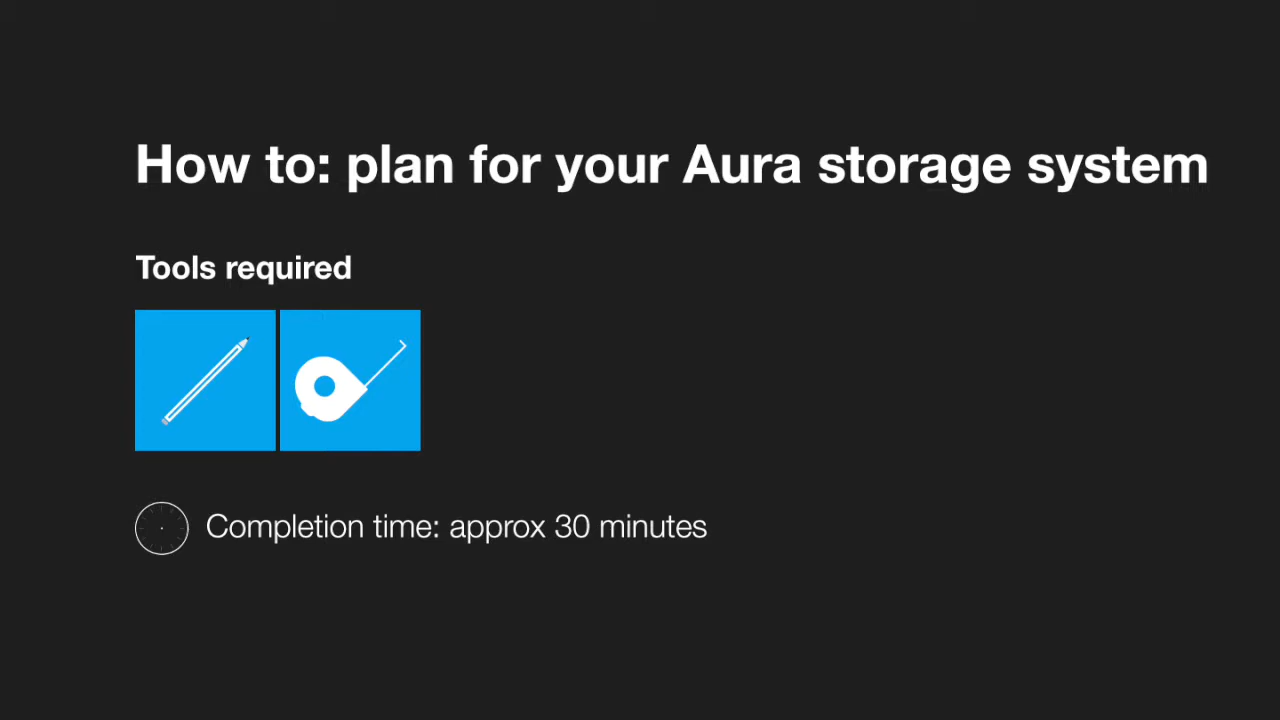 How to: plan for your Aura storage system
Tools required
Completion time: approx 30 minutes